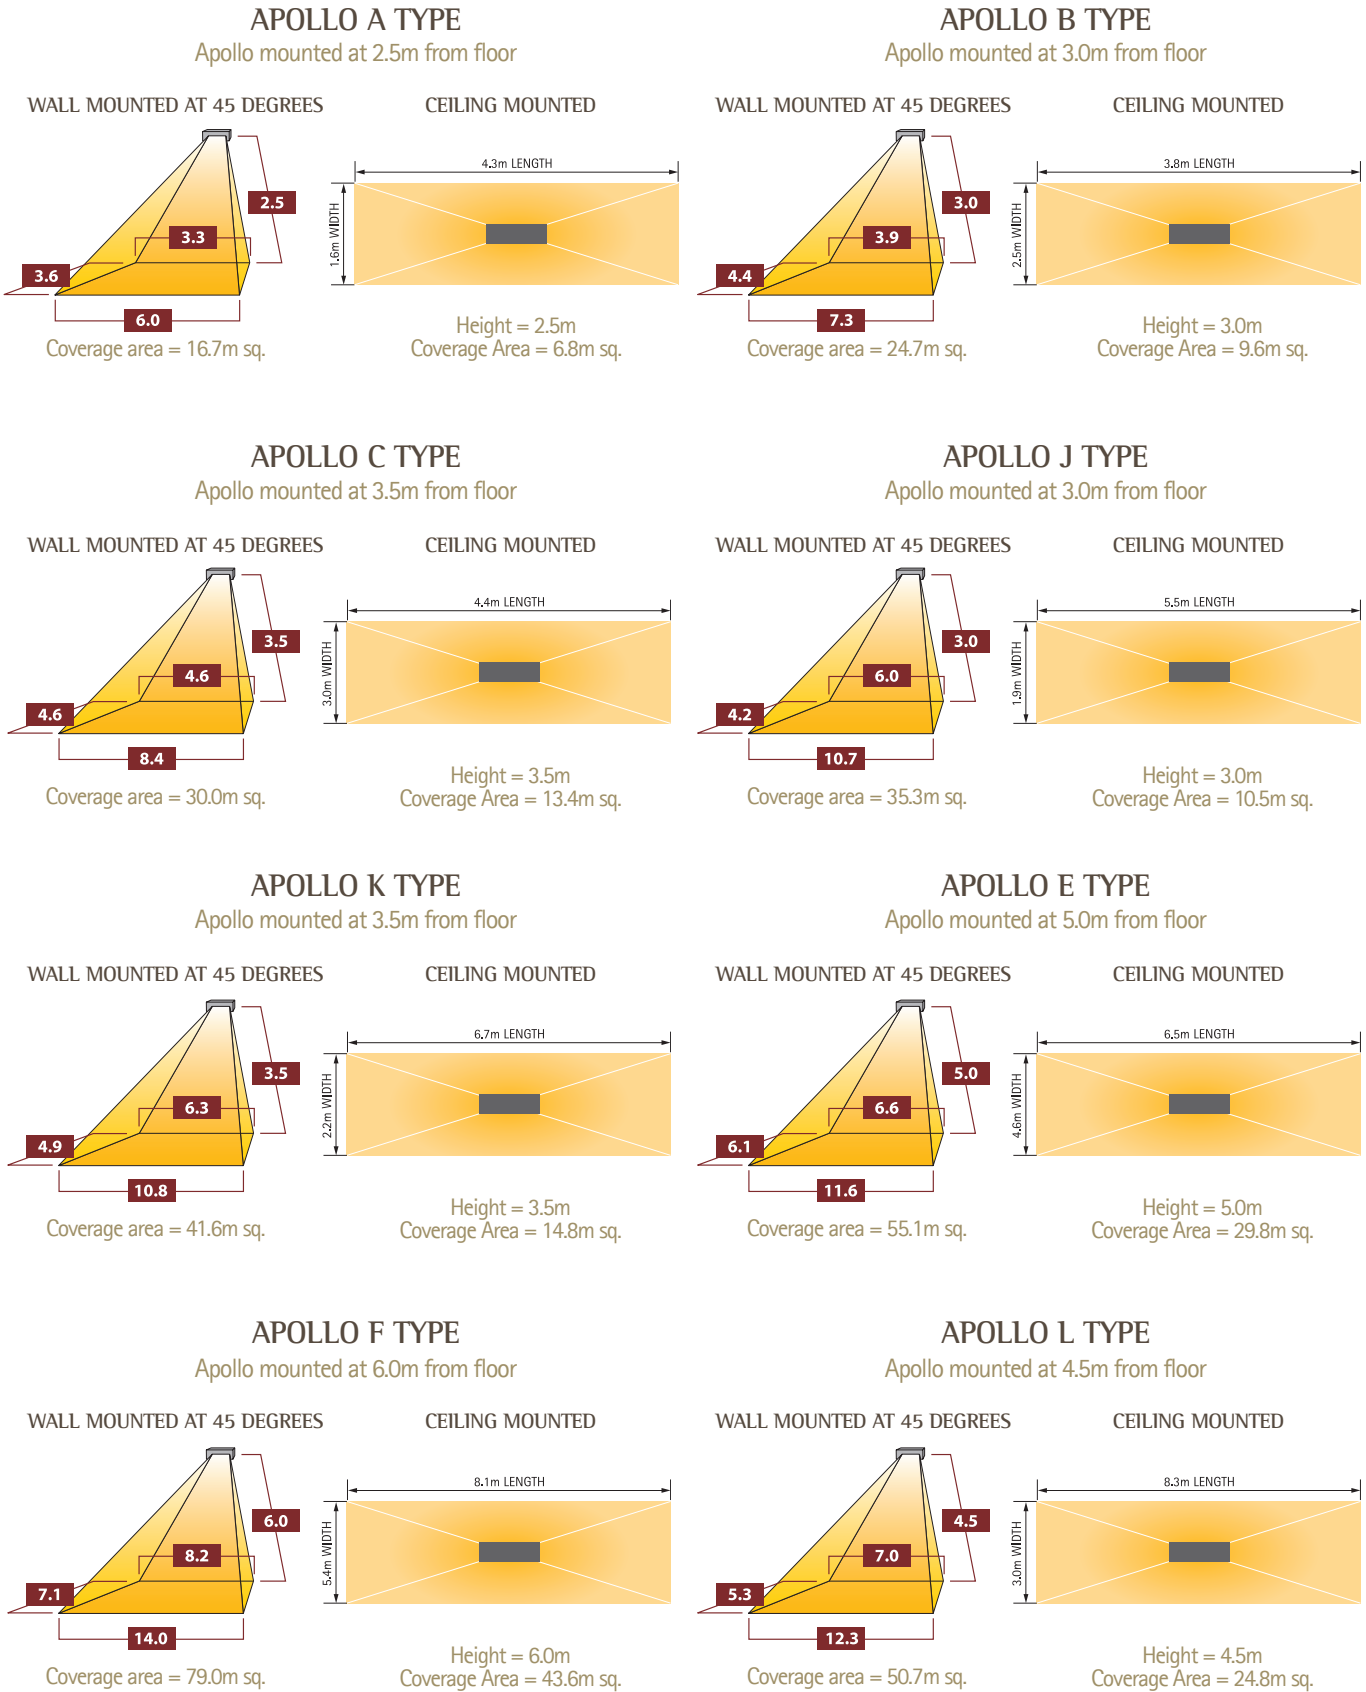 APOLLO A TYPE
Apollo mounted at 2.5m from floor
WALL MOUNTED AT 45 DEGREES
2.5
3.3
3.6
6.0
Coverage area = 16.7m sq.
CEILING MOUNTED
4.3m LENGTH
1.6m WIDTH
Height = 2.5m
Coverage Area = 6.8m sq.
APOLLO B TYPE
Apollo mounted at 3.0m from floor
WALL MOUNTED AT 45 DEGREES
3.0
3.9
4.4
7.3
Coverage area = 24.7m sq.
CEILING MOUNTED
3.8m LENGTH
2.5m WIDTH
Height = 3.0m
Coverage Area = 9.6m sq.
APOLLO C TYPE
Apollo mounted at 3.5m from floor
WALL MOUNTED AT 45 DEGREES
3.5
4.6
4.6
8.4
Coverage area = 30.0m sq.
CEILING MOUNTED
4.4m LENGTH
3.0m WIDTH
Height = 3.5m
Coverage Area = 13.4m sq.
APOLLO J TYPE
Apollo mounted at 3.0m from floor
WALL MOUNTED AT 45 DEGREES
3.0
6.0
4.2
10.7
Coverage area = 35.3m sq.
CEILING MOUNTED
5.5m LENGTH
1.9m WIDTH
Height = 3.0m
Coverage Area = 10.5m sq.
APOLLO K TYPE
Apollo mounted at 3.5m from floor
WALL MOUNTED AT 45 DEGREES
3.5
6.3
4.9
10.8
Coverage area = 41.6m sq.
CEILING MOUNTED
6.7m LENGTH
2.2m WIDTH
Height = 3.5m
Coverage Area = 14.8m sq.
APOLLO E TYPE
Apollo mounted at 5.0m from floor
WALL MOUNTED AT 45 DEGREES
5.0
6.6
6.1
11.6
Coverage area = 55.1m sq.
CEILING MOUNTED
6.5m LENGTH
4.6m WIDTH
Height = 5.0m
Coverage Area = 29.8m sq.
APOLLO F TYPE
Apollo mounted at 6.0m from floor
WALL MOUNTED AT 45 DEGREES
6.0
8.2
7.1
14.0
Coverage area = 79.0m sq.
CEILING MOUNTED
8.1m LENGTH
5.4m WIDTH
Height = 6.0m
Coverage Area = 43.6m sq.
APOLLO L TYPE
Apollo mounted at 4.5m from floor
WALL MOUNTED AT 45 DEGREES
4.5
7.0
5.3
12.3
Coverage area = 50.7m sq.
CEILING MOUNTED
8.3m LENGTH
3.0m WIDTH
Height = 4.5m
Coverage Area = 24.8m sq.